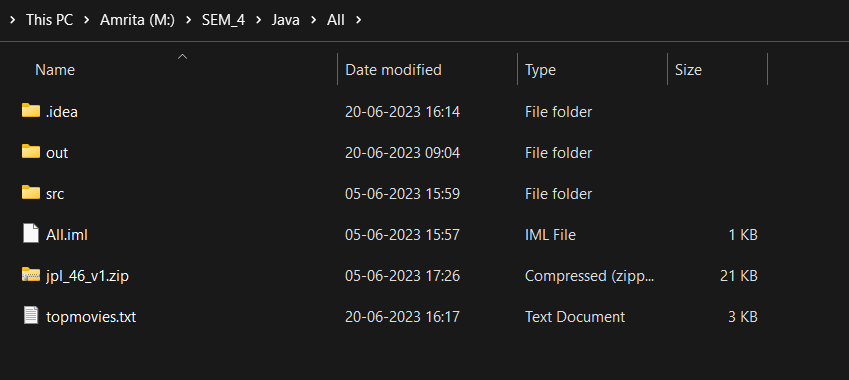 > This PC > Amrita (M:) > SEM_4 > Java > All >
Name Date modified Type Size
.idea 20-06-2023 16:14 File folder
out 20-06-2023 09:04 File folder
src 05-06-2023 15:59 File folder
All.iml 05-06-2023 15:57 IML File 1 KB
jpl_46_v1.zip 05-06-2023 17:26 Compressed (zipp... 21 KB
topmovies.txt 20-06-2023 16:17 Text Document 3 KB